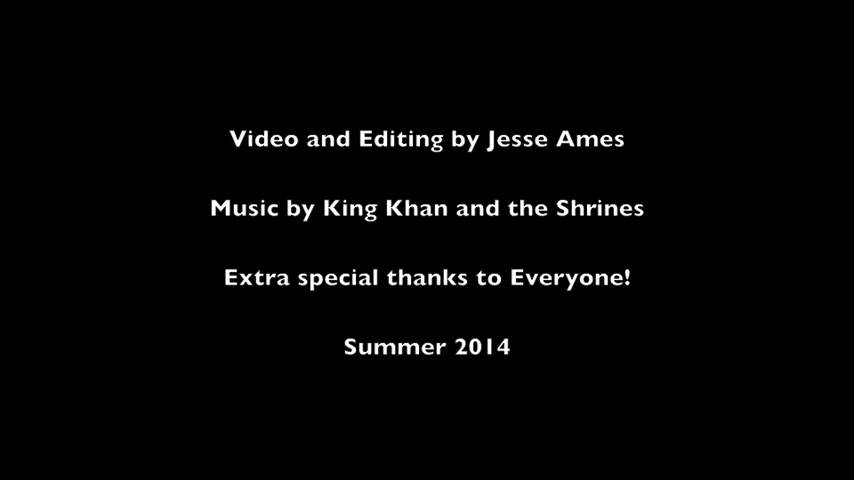 Video and Editing by Jesse Ames
Music by King Khan and the Shrines
Extra special thanks to Everyone!
Summer 2014